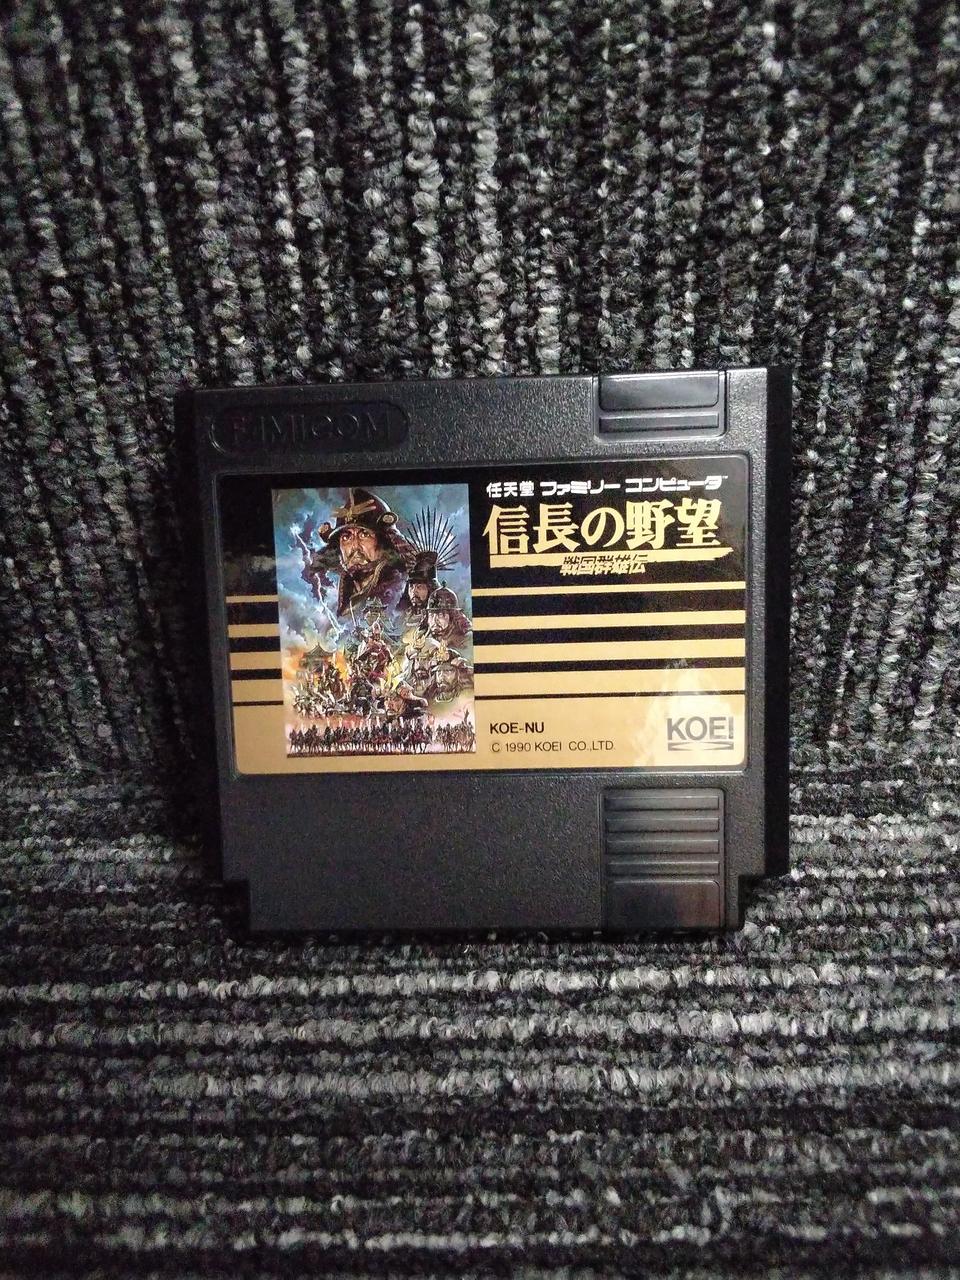 FAMICOM
任天堂 ファミリー コンピュータ
信長の野望
戦国群雄伝
KOE-NU
© 1990 KOEI CO.,LTD.
KOEI